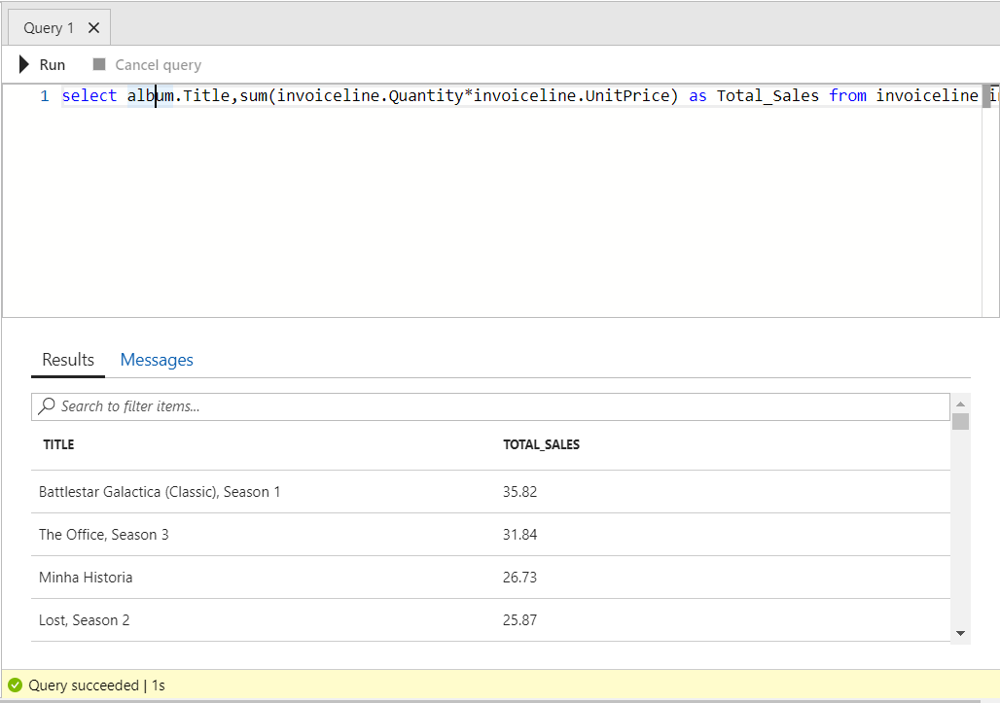 Query 1
Run Cancel query
1 select album.Title,sum(invoiceline.Quantity*invoiceline.UnitPrice) as Total_Sales from invoiceline
Results Messages
Search to filter items...
TITLE TOTAL_SALES
Battlestar Galactica (Classic), Season 1 35.82
The Office, Season 3 31.84
Minha Historia 26.73
Lost, Season 2 25.87
Query succeeded | 1s